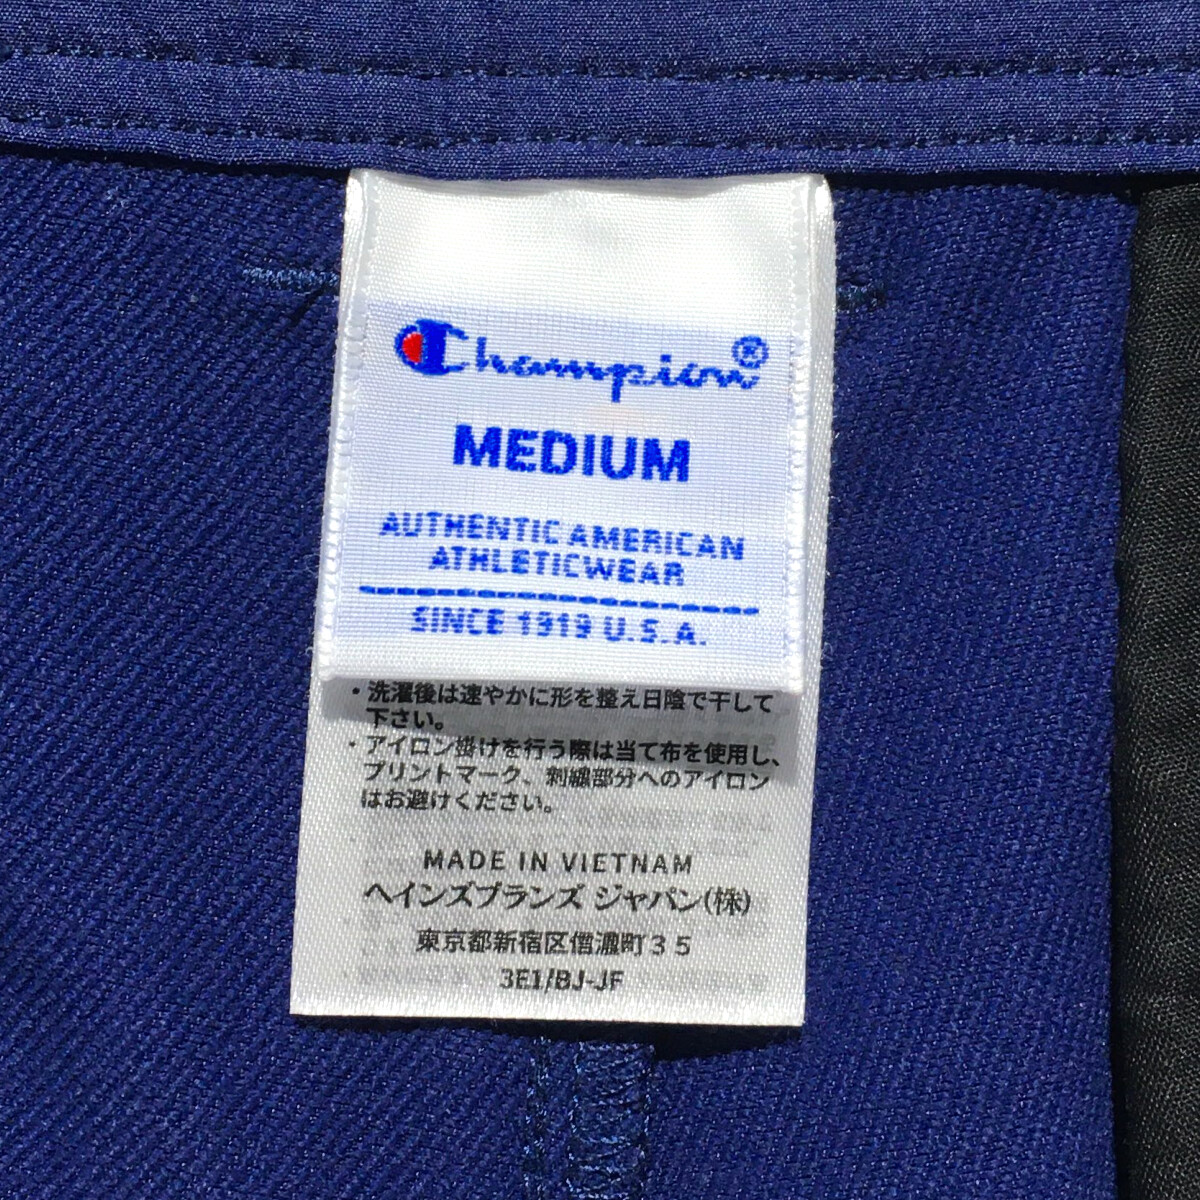 Champion®
MEDIUM
AUTHENTIC AMERICAN
ATHLETICWEAR
SINCE 1919 U.S.A.
・洗濯後は速やかに形を整え日陰で干して
下さい。
・アイロン掛けを行う際は当て布を使用し、
プリントマーク、刺繍部分へのアイロン
はお避けください。
MADE IN VIETNAM
ヘインズブランズ ジャパン(株)
東京都新宿区信濃町35
3E1/BJ-JF